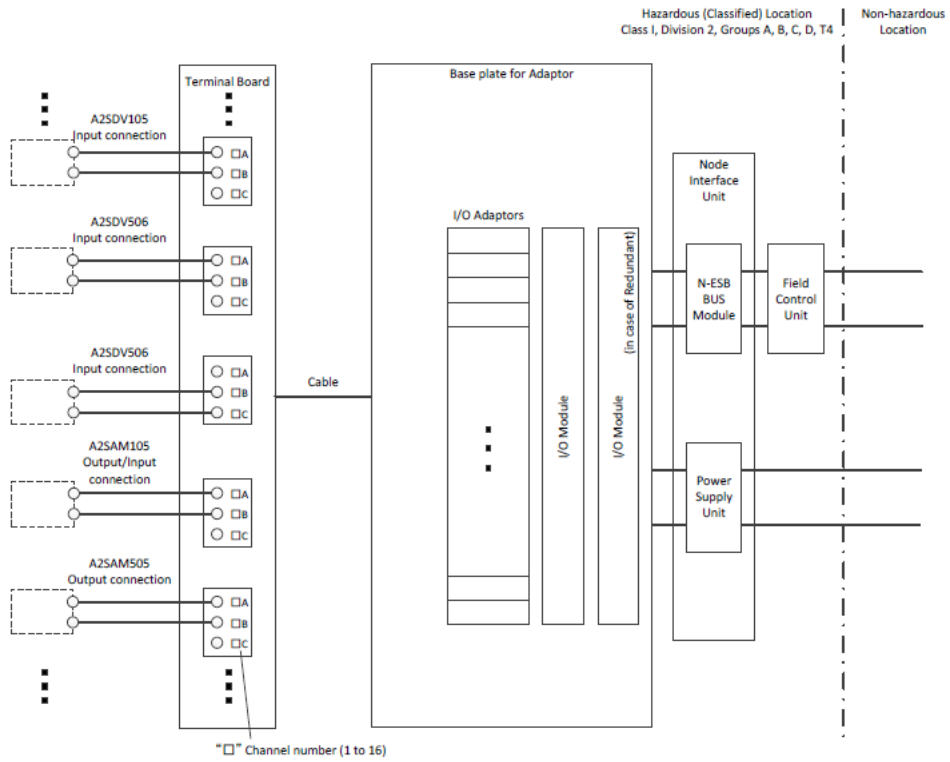 Hazardous (Classified) Location
Class I, Division 2, Groups A, B, C, D, T4
Non-hazardous
Location
Terminal Board
Base plate for Adaptor
A2SDV105
Input connection
□A
□B
□C
A2SDV506
Input connection
□A
□B
□C
A2SDV506
Input connection
□A
□B
□C
A2SAM105
Output/Input
connection
□A
□B
□C
A2SAM505
Output connection
□A
□B
□C
Cable
I/O Adaptors
I/O Module
I/O Module
(in case of Redundant)
Node
Interface
Unit
N-ESB
BUS
Module
Field
Control
Unit
Power
Supply
Unit
“□” Channel number (1 to 16)